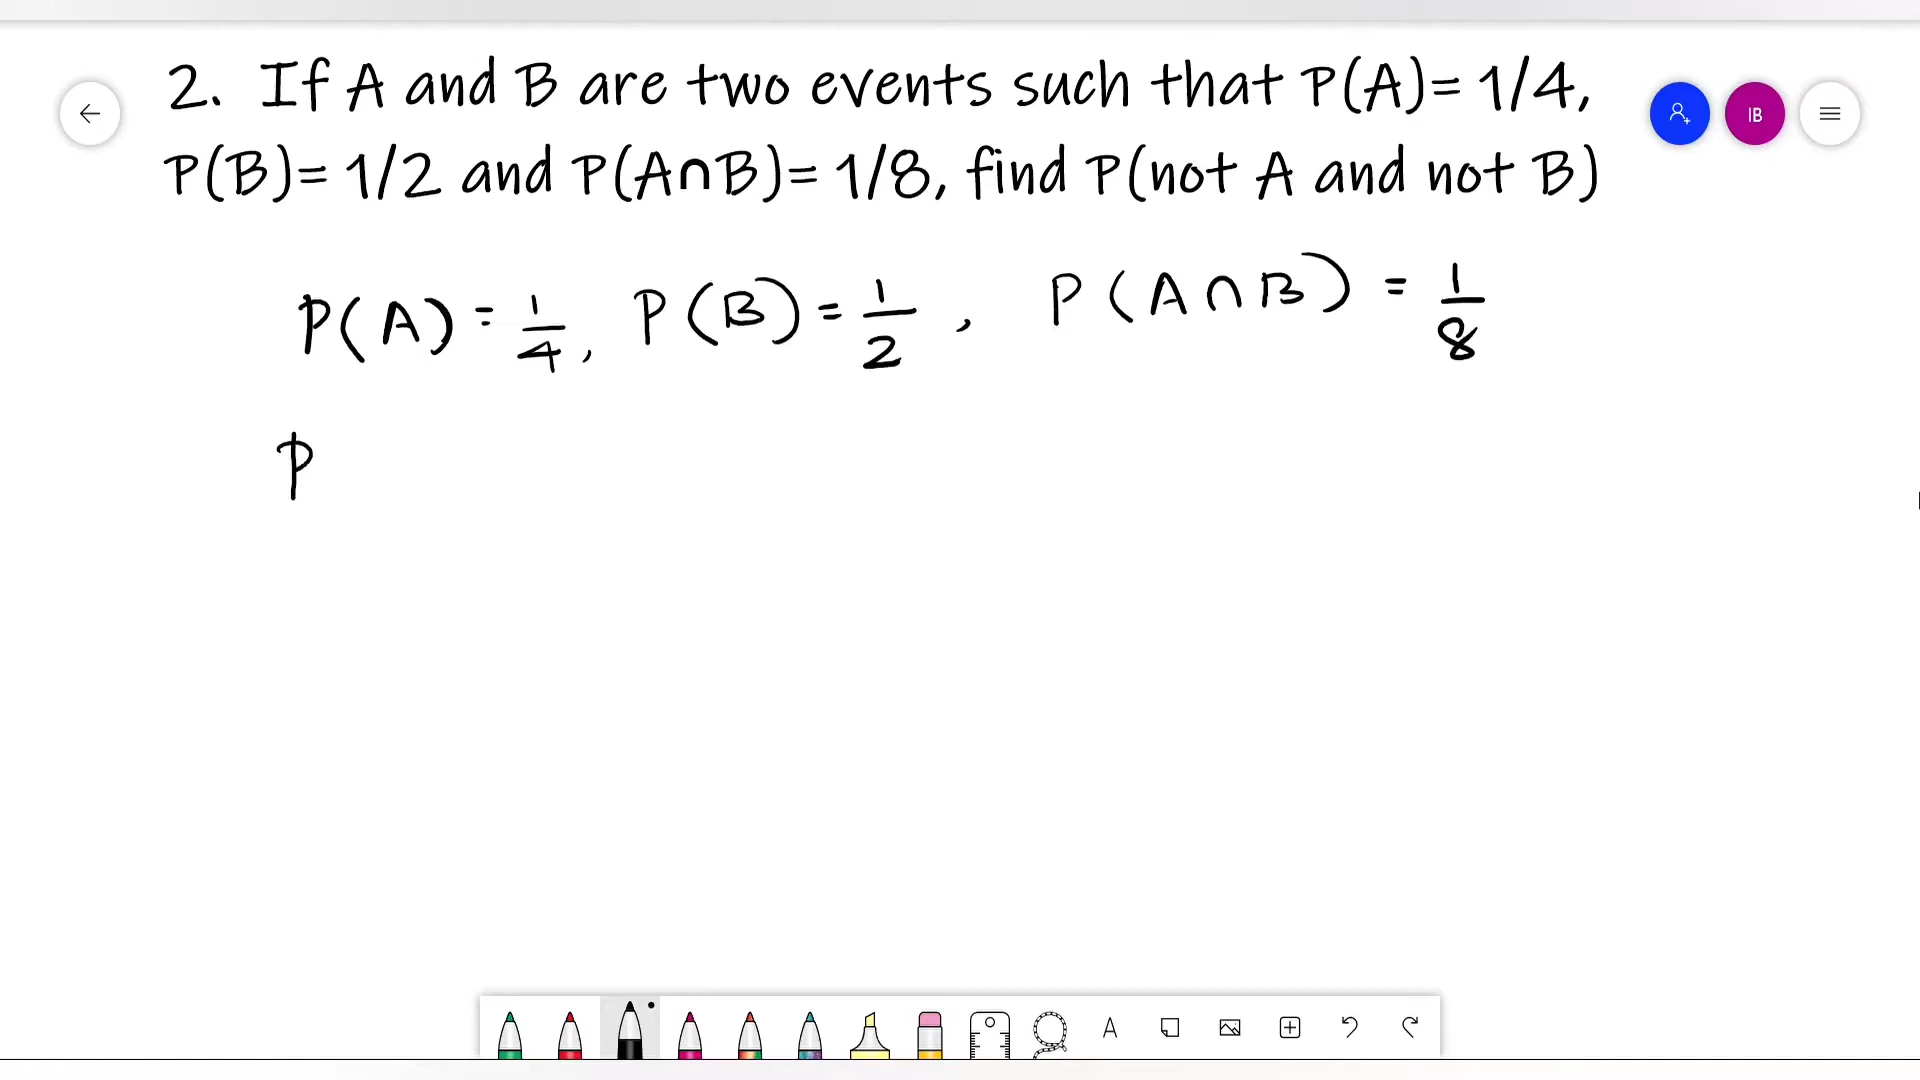 2. If A and B are two events such that P(A)= 1/4,
P(B)= 1/2 and P(A∩B)= 1/8, find P(not A and not B)
IB
P(A) = 1/4, P(B) = 1/2, P(A∩B) = 1/8
P
A